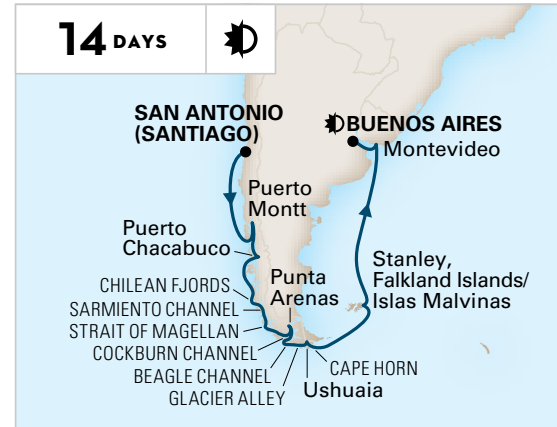 14 DAYS
SAN ANTONIO
(SANTIAGO)
BUENOS AIRES
Montevideo
Puerto
Montt
Puerto
Chacabuco
Stanley,
Falkland Islands/
Islas Malvinas
Punta
Arenas
CHILEAN FJORDS
SARMIENTO CHANNEL
STRAIT OF MAGELLAN
COCKBURN CHANNEL
BEAGLE CHANNEL
GLACIER ALLEY
CAPE HORN
Ushuaia